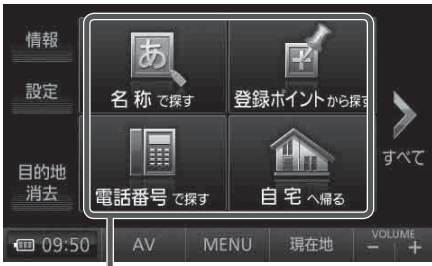 情報
設定
目的地
消去
あ
名称で探す
登録ポイントから探す
電話番号で探す
自宅へ帰る
すべて
09:50
AV
MENU
現在地
VOLUME
− +